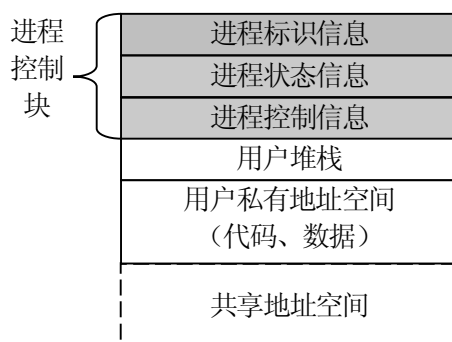 进程
控制
块
进程标识信息
进程状态信息
进程控制信息
用户堆栈
用户私有地址空间
（代码、数据）
共享地址空间